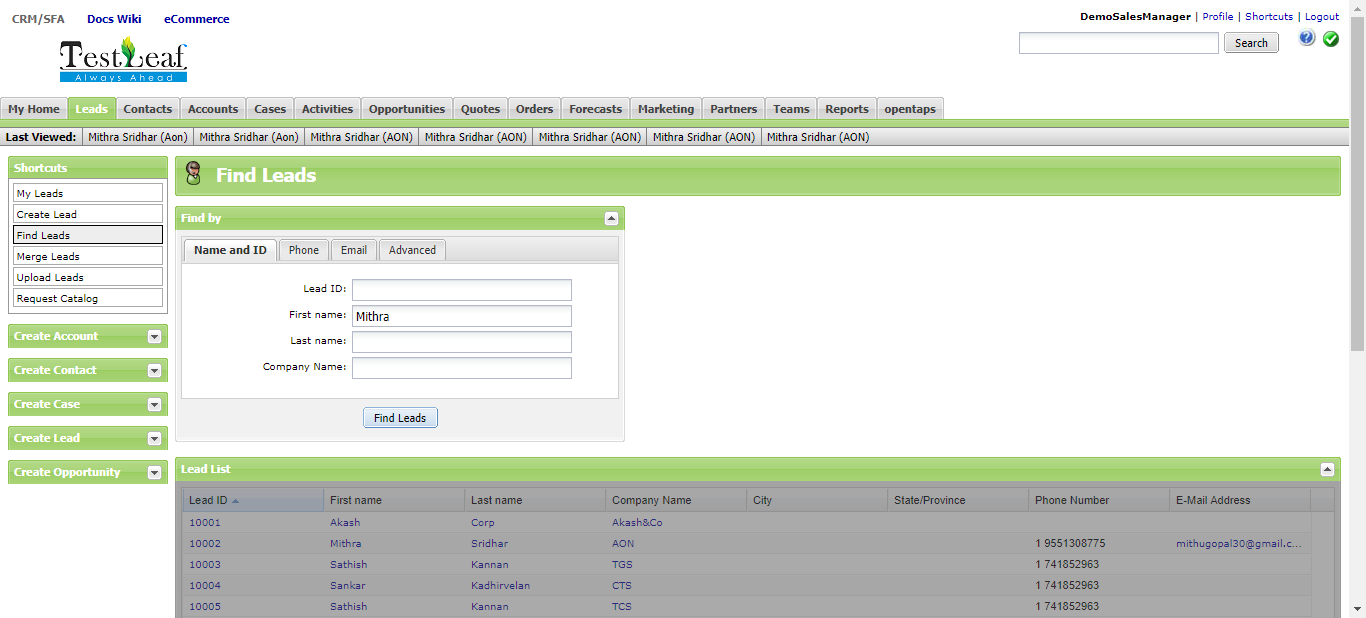 CRM/SFA Docs Wiki eCommerce
DemoSalesManager | Profile | Shortcuts | Logout
TestLeaf
Always Ahead
Search
My Home Leads Contacts Accounts Cases Activities Opportunities Quotes Orders Forecasts Marketing Partners Teams Reports opentaps
Last Viewed: Mithra Sridhar (Aon) Mithra Sridhar (Aon) Mithra Sridhar (AON) Mithra Sridhar (AON) Mithra Sridhar (AON) Mithra Sridhar (AON) Mithra Sridhar (AON)
Shortcuts
My Leads
Create Lead
Find Leads
Merge Leads
Upload Leads
Request Catalog
Create Account
Create Contact
Create Case
Create Lead
Create Opportunity
Find Leads
Find by
Name and ID Phone Email Advanced
Lead ID:
First name: Mithra
Last name:
Company Name:
Find Leads
Lead List
Lead ID First name Last name Company Name City State/Province Phone Number E-Mail Address
10001 Akash Corp Akash&Co
10002 Mithra Sridhar AON 1 9551308775 mithugopal30@gmail.c...
10003 Sathish Kannan TGS 1 741852963
10004 Sankar Kadhirvelan CTS 1 741852963
10005 Sathish Kannan TCS 1 741852963